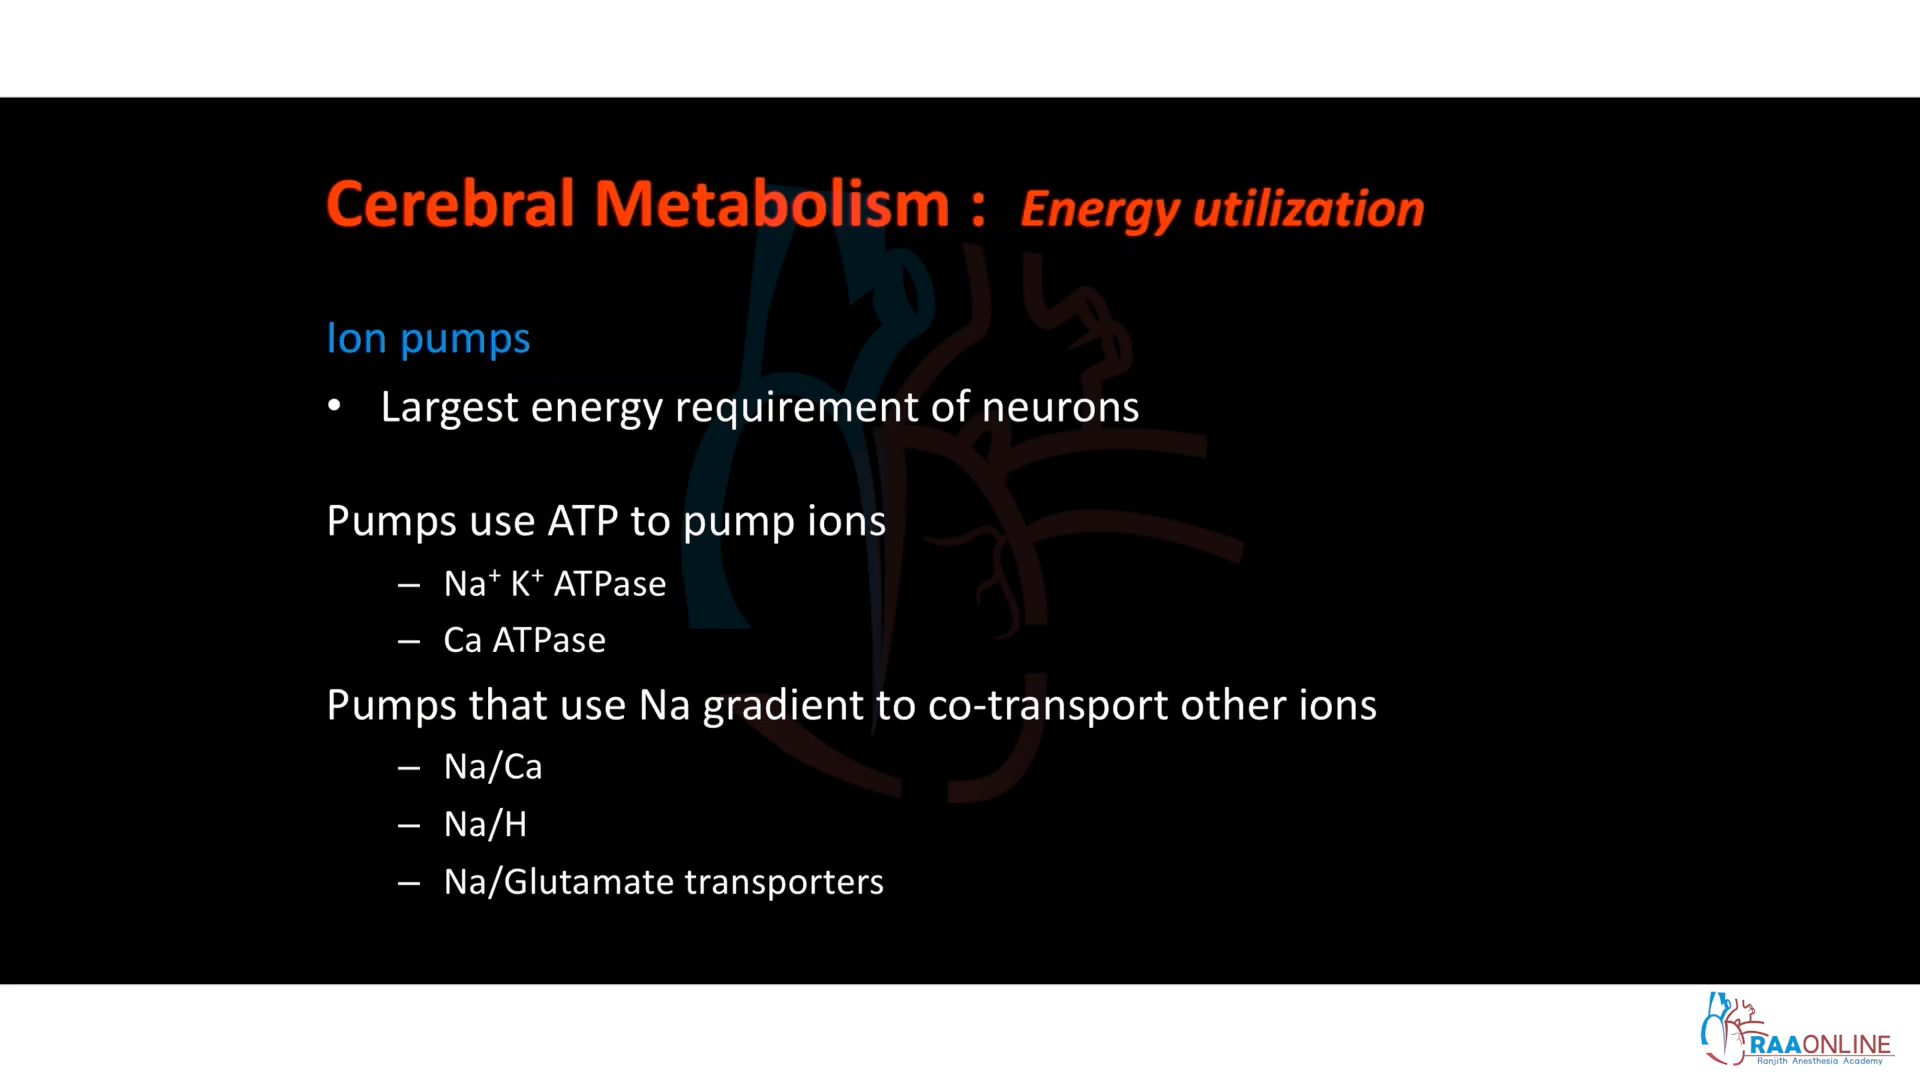 Cerebral Metabolism : Energy utilization
Ion pumps
• Largest energy requirement of neurons
Pumps use ATP to pump ions
– Na⁺ K⁺ ATPase
– Ca ATPase
Pumps that use Na gradient to co-transport other ions
– Na/Ca
– Na/H
– Na/Glutamate transporters
RAAONLINE
Ranjith Anesthesia Academy